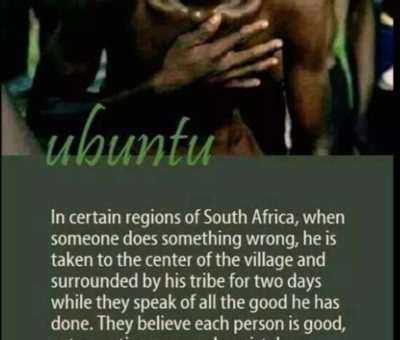 ubuntu
In certain regions of South Africa, when
someone does something wrong, he is
taken to the center of the village and
surrounded by his tribe for two days
while they speak of all the good he has
done. They believe each person is good,